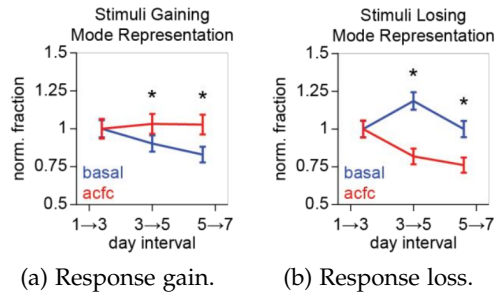 Stimuli Gaining
Mode Representation
norm. fraction
1.5
1.25
1
0.75
0.5
* *
basal
acfc
1→3 3→5 5→7
day interval
(a) Response gain.
Stimuli Losing
Mode Representation
norm. fraction
1.5
1.25
1
0.75
0.5
* *
basal
acfc
1→3 3→5 5→7
day interval
(b) Response loss.